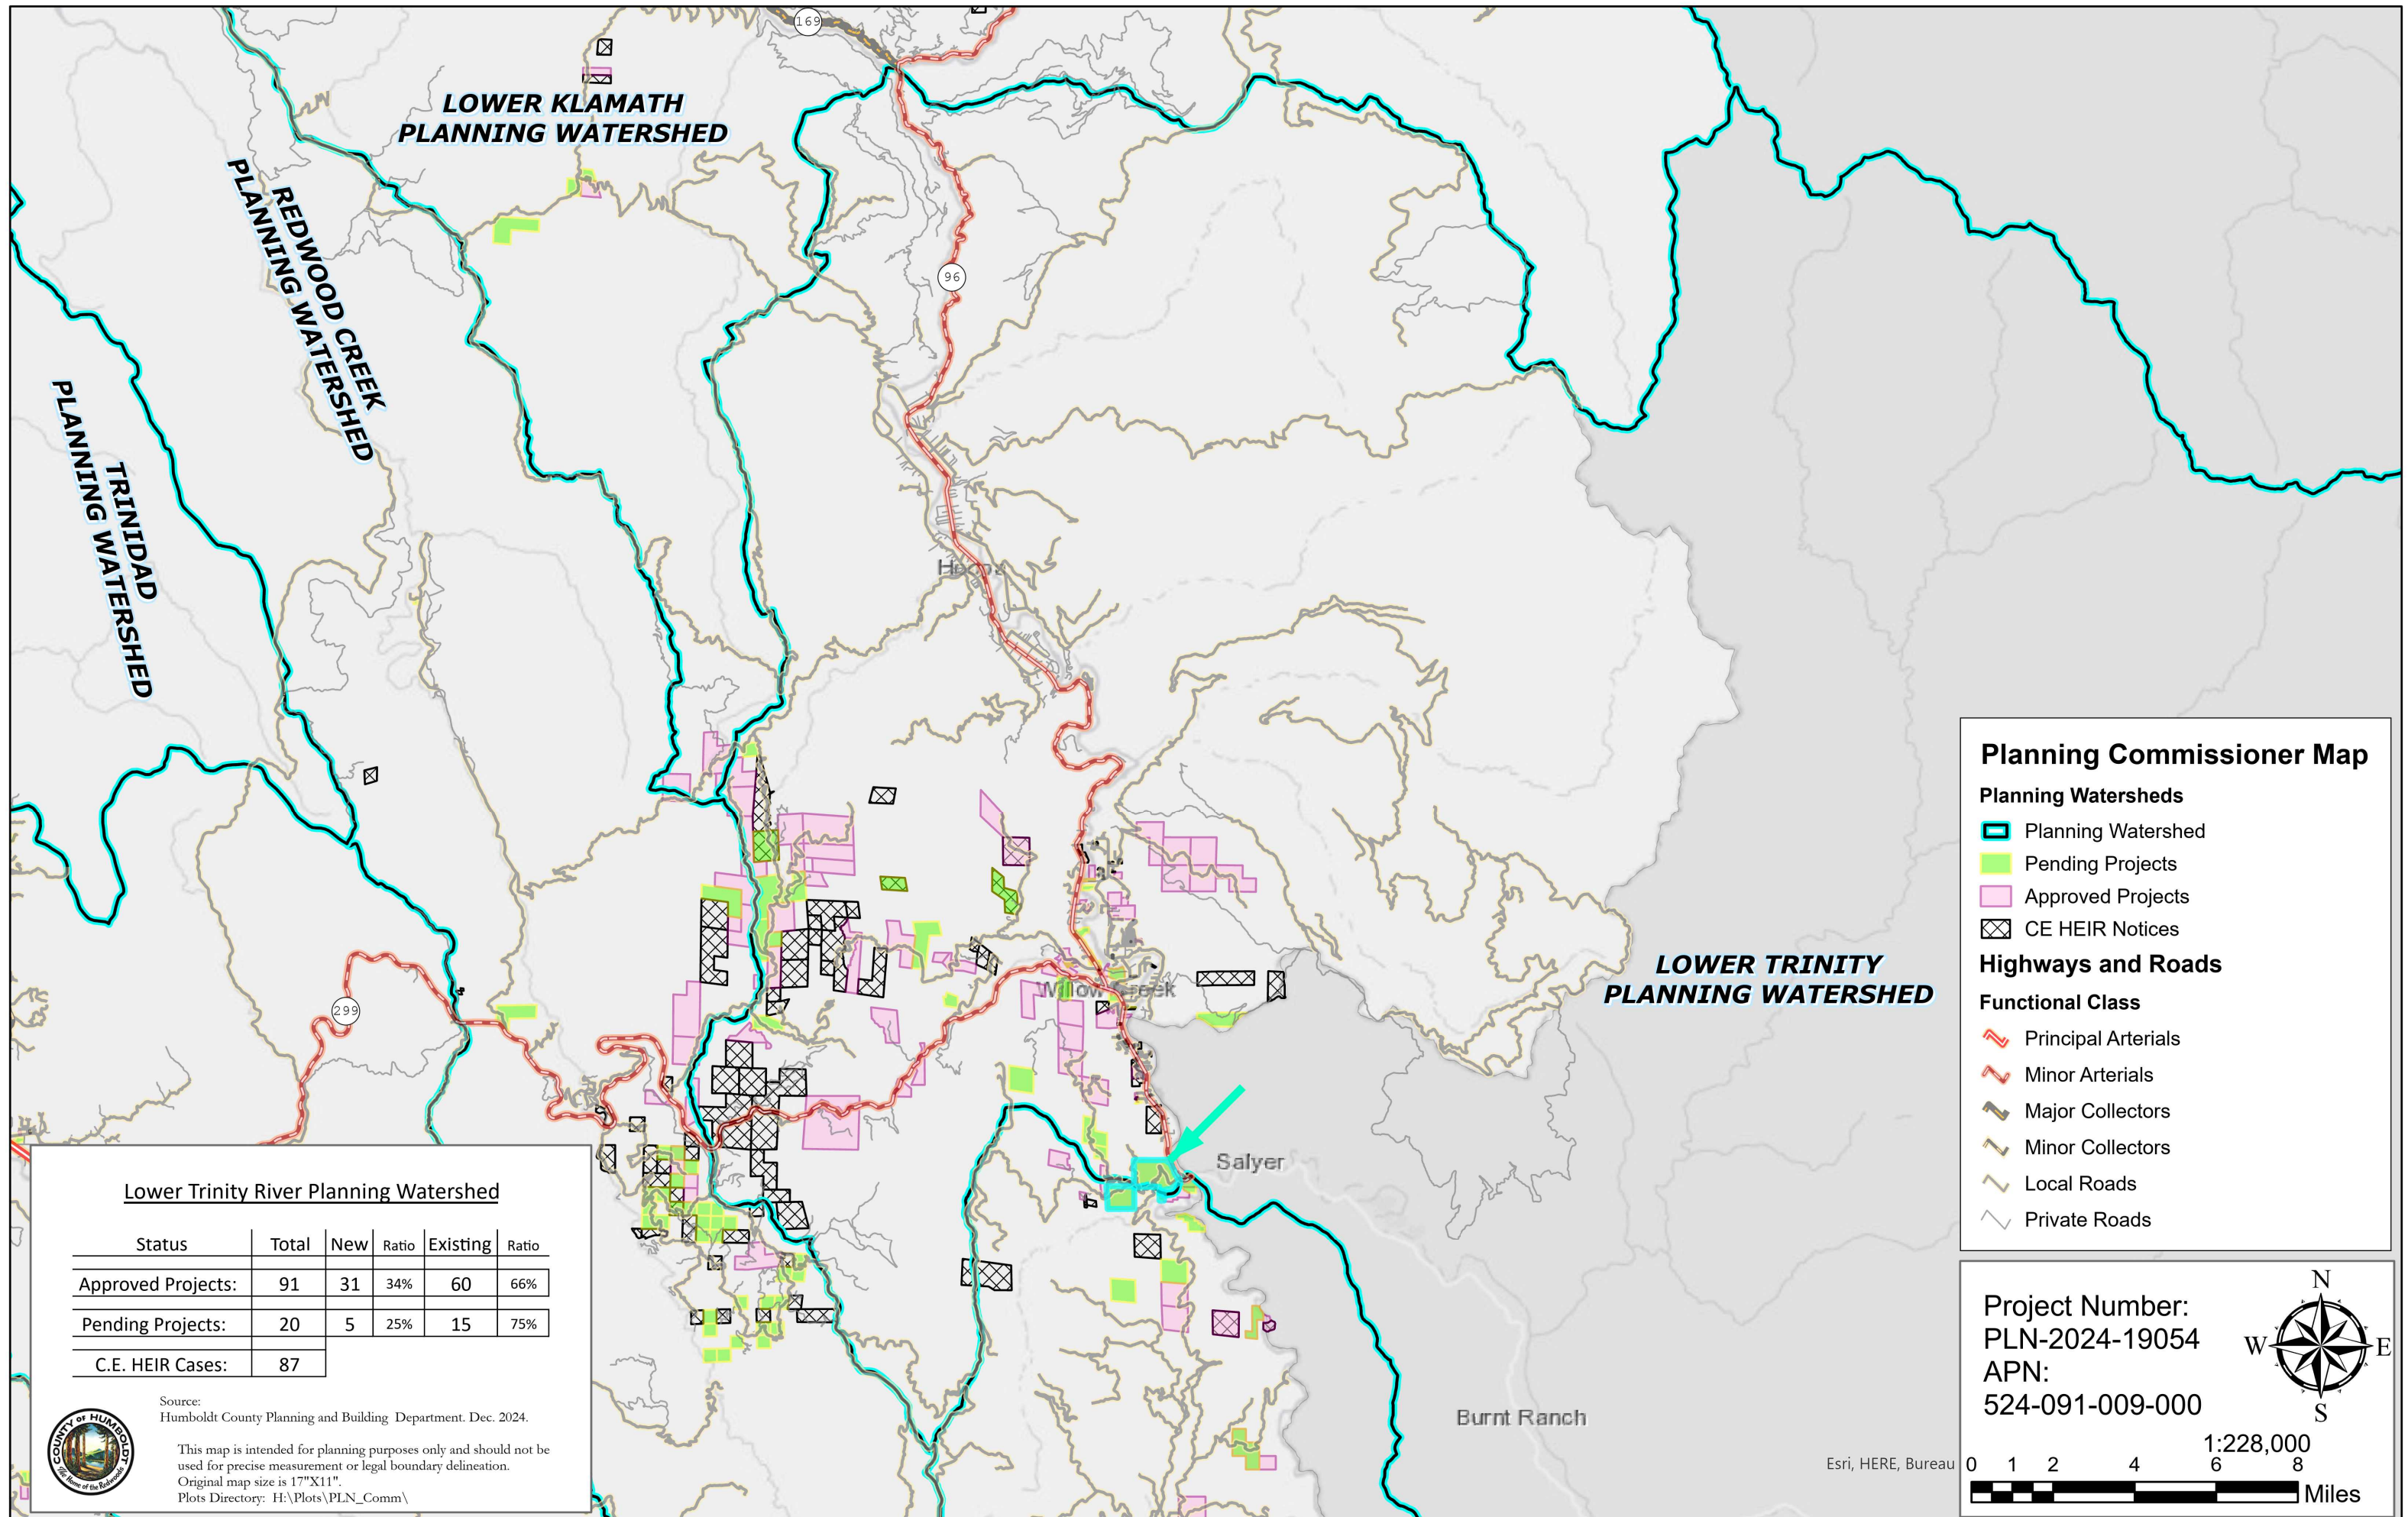 169
LOWER KLAMATH
PLANNING WATERSHED
REDWOOD CREEK
PLANNING WATERSHED
TRINIDAD
PLANNING WATERSHED
96
Hoopa
299
Willow Creek
LOWER TRINITY
PLANNING WATERSHED
Salyer
Burnt Ranch
Esri, HERE, Bureau
Planning Commissioner Map
Planning Watersheds
Planning Watershed
Pending Projects
Approved Projects
CE HEIR Notices
Highways and Roads
Functional Class
Principal Arterials
Minor Arterials
Major Collectors
Minor Collectors
Local Roads
Private Roads
Lower Trinity River Planning Watershed
Status Total New Ratio Existing Ratio
Approved Projects: 91 31 34% 60 66%
Pending Projects: 20 5 25% 15 75%
C.E. HEIR Cases: 87
Source:
Humboldt County Planning and Building Department. Dec. 2024.
This map is intended for planning purposes only and should not be
used for precise measurement or legal boundary delineation.
Original map size is 17"X11".
Plots Directory: H:\Plots\PLN_Comm\
COUNTY OF HUMBOLDT
The Home of the Redwoods
Project Number:
PLN-2024-19054
APN:
524-091-009-000
N
W E
S
1:228,000
0 1 2 4 6 8
Miles